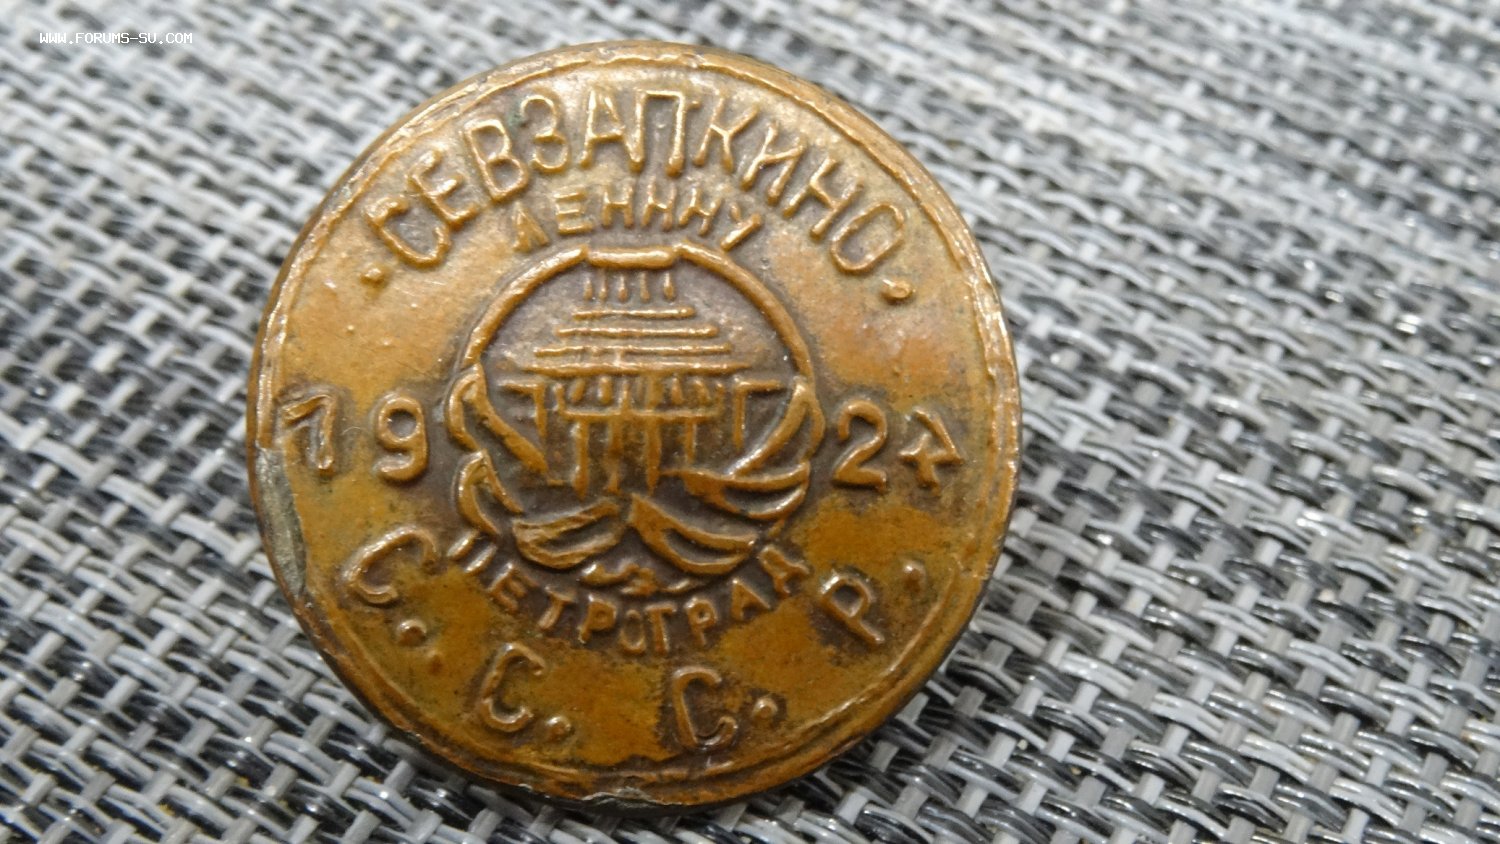 WWW.FORUMS-SU.COM
• СЕВЗАПКИНО •
ЛЕНИНУ
1924
ПЕТРОГРАД
С. С. С. Р.